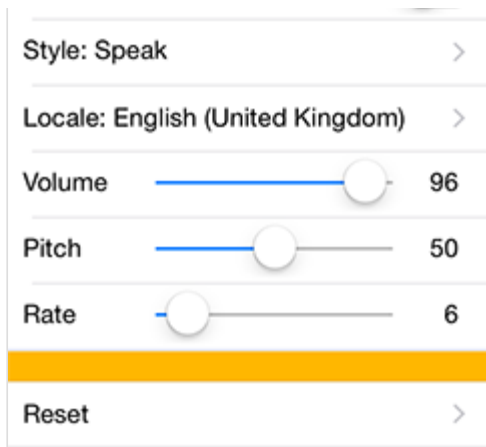 Style: Speak
Locale: English (United Kingdom)
Volume 96
Pitch 50
Rate 6
Reset